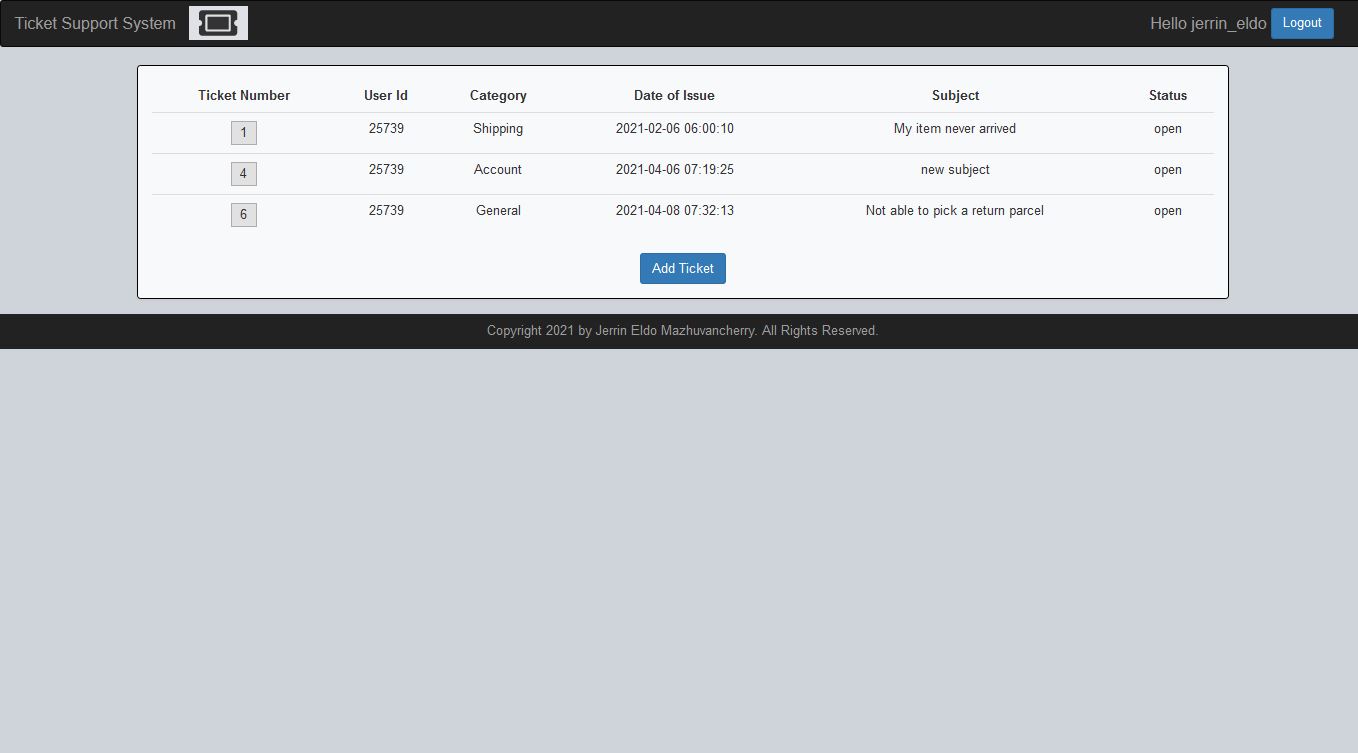 Ticket Support System Hello jerrin_eldo Logout
Ticket Number User Id Category Date of Issue Subject Status
1 25739 Shipping 2021-02-06 06:00:10 My item never arrived open
4 25739 Account 2021-04-06 07:19:25 new subject open
6 25739 General 2021-04-08 07:32:13 Not able to pick a return parcel open
Add Ticket
Copyright 2021 by Jerrin Eldo Mazhuvancherry. All Rights Reserved.